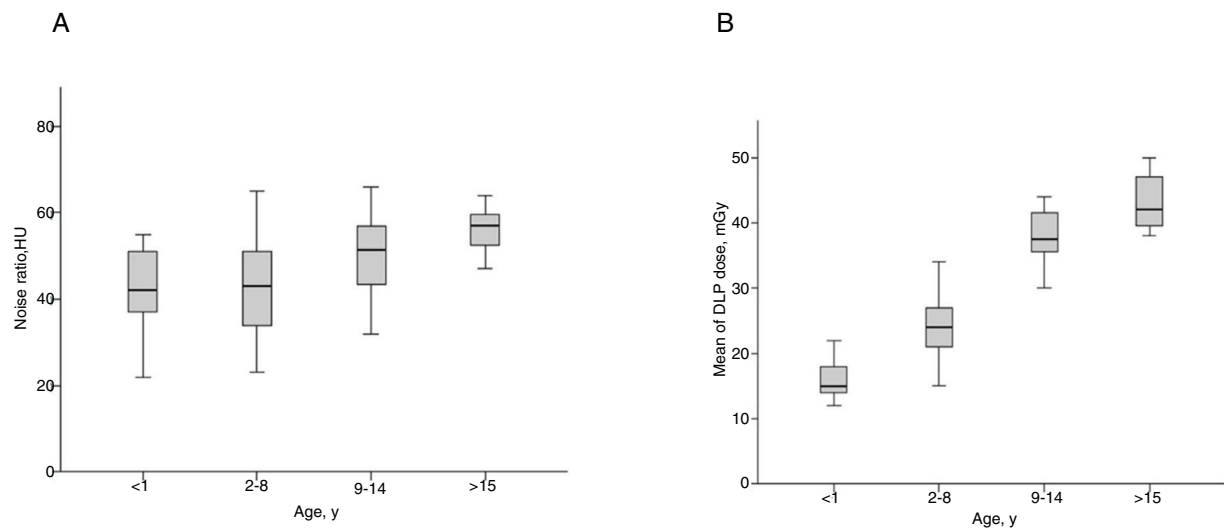 A
Noise ratio,HU
80
60
40
20
0
<1 2-8 9-14 >15
Age, y
B
Mean of DLP dose, mGy
50
40
30
20
10
0
<1 2-8 9-14 >15
Age, y